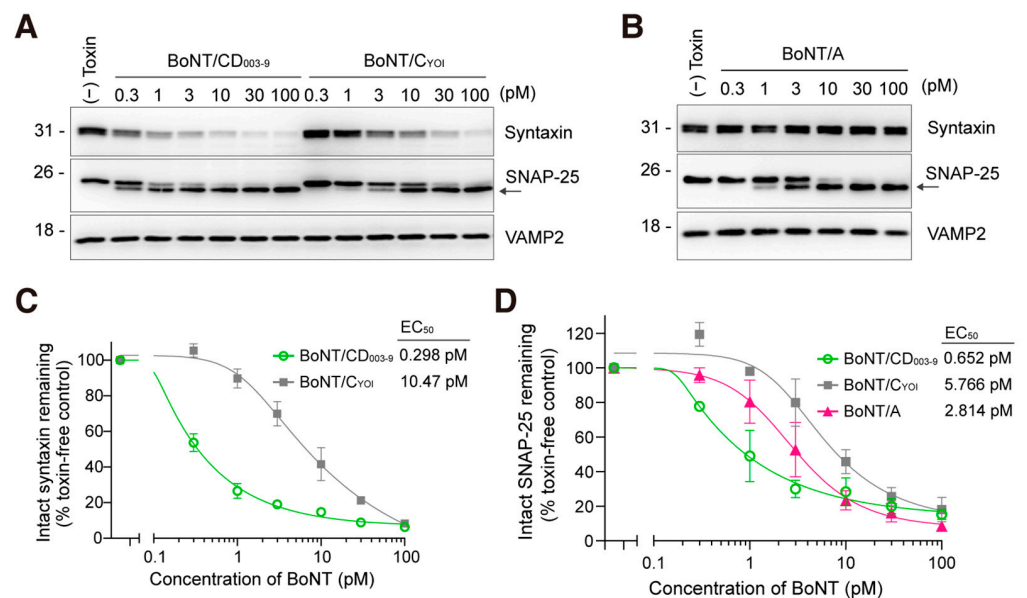 A
(–) Toxin
BoNT/CD003-9
BoNT/CYOI
0.3 1 3 10 30 100 0.3 1 3 10 30 100 (pM)
31 -
Syntaxin
26 -
SNAP-25
18 -
VAMP2
B
(–) Toxin
BoNT/A
0.3 1 3 10 30 100 (pM)
31 -
Syntaxin
26 -
SNAP-25
18 -
VAMP2
C
Intact syntaxin remaining
(% toxin-free control)
100
80
60
40
20
0
0.1 1 10 100
Concentration of BoNT (pM)
EC50
BoNT/CD003-9 0.298 pM
BoNT/CYOI 10.47 pM
D
Intact SNAP-25 remaining
(% toxin-free control)
120
100
80
60
40
20
0
0.1 1 10 100
Concentration of BoNT (pM)
EC50
BoNT/CD003-9 0.652 pM
BoNT/CYOI 5.766 pM
BoNT/A 2.814 pM